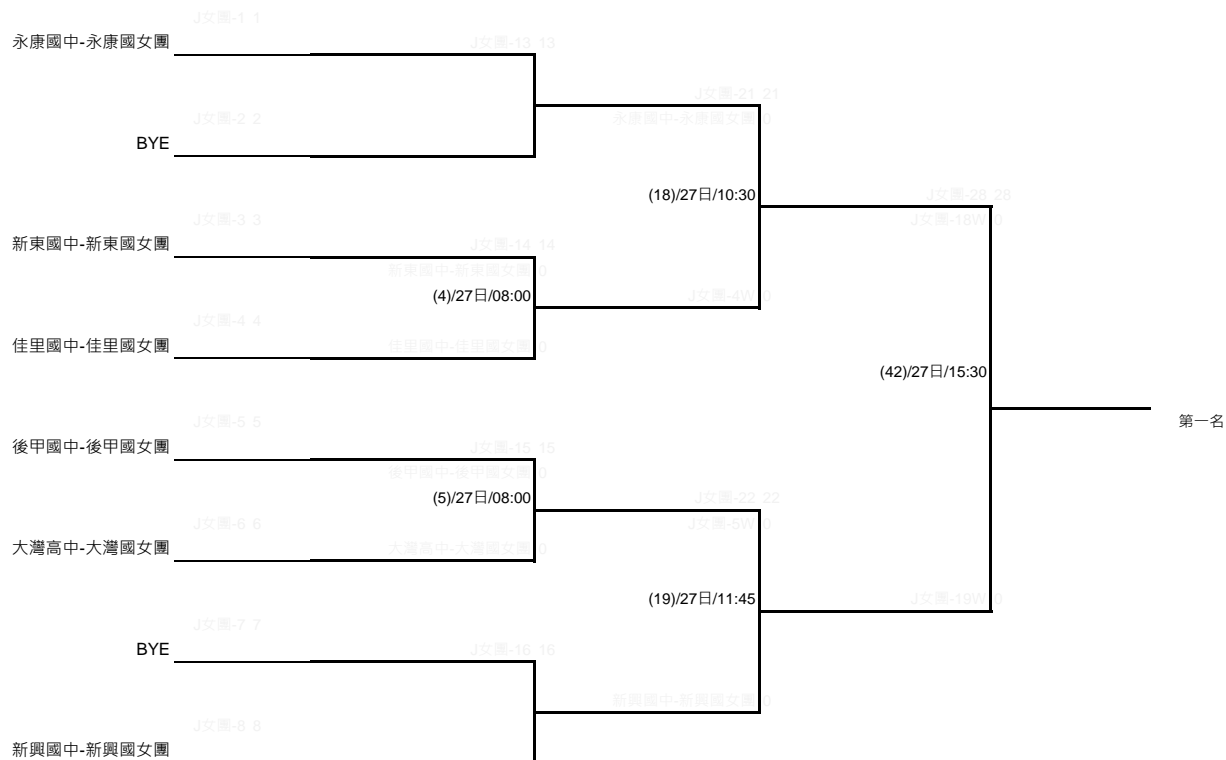 J女團-1 1
永康國中-永康國女團
J女團-13 13
J女團-21 21
J女團-2 2
永康國中-永康國女團 0
BYE
(18)/27日/10:30
J女團-28 28
J女團-3 3
J女團-18W 0
新東國中-新東國女團
J女團-14 14
新東國中-新東國女團 0
(4)/27日/08:00
J女團-4W 0
J女團-4 4
佳里國中-佳里國女團
佳里國中-佳里國女團 0
(42)/27日/15:30
J女團-5 5
第一名
後甲國中-後甲國女團
J女團-15 15
後甲國中-後甲國女團 0
(5)/27日/08:00
J女團-22 22
J女團-6 6
J女團-5W 0
大灣高中-大灣國女團
大灣高中-大灣國女團 0
(19)/27日/11:45
J女團-19W 0
J女團-7 7
BYE
J女團-16 16
新興國中-新興國女團 0
J女團-8 8
新興國中-新興國女團